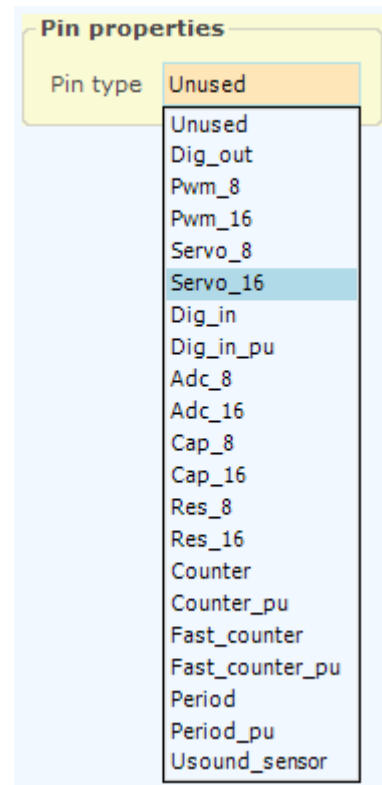 Pin properties
Pin type Unused
Unused
Dig_out
Pwm_8
Pwm_16
Servo_8
Servo_16
Dig_in
Dig_in_pu
Adc_8
Adc_16
Cap_8
Cap_16
Res_8
Res_16
Counter
Counter_pu
Fast_counter
Fast_counter_pu
Period
Period_pu
Usound_sensor